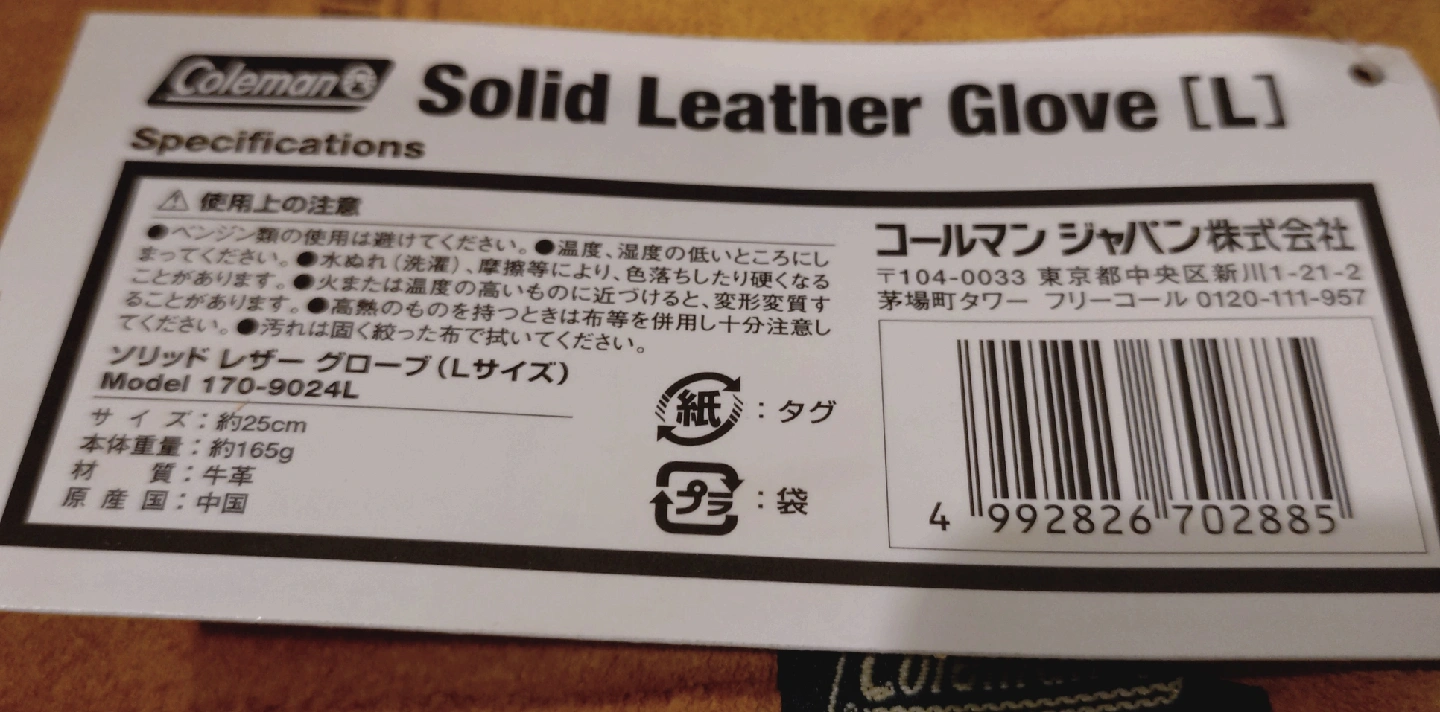 Coleman Solid Leather Glove [L]
Specifications
⚠ 使用上の注意
●ベンジン類の使用は避けてください。●温度、湿度の低いところにし
まってください。●水ぬれ(洗濯)、摩擦等により、色落ちしたり硬くなる
ことがあります。●火または温度の高いものに近づけると、変形変質す
ることがあります。●高熱のものを持つときは布等を併用し十分注意し
てください。●汚れは固く絞った布で拭いてください。
ソリッド レザー グローブ(Lサイズ)
Model 170-9024L
サイズ:約25cm
本体重量:約165g
材質:牛革
原産国:中国
紙:タグ
プラ:袋
コールマン ジャパン株式会社
〒104-0033 東京都中央区新川1-21-2
茅場町タワー フリーコール 0120-111-957
4 992826 702885
Coleman